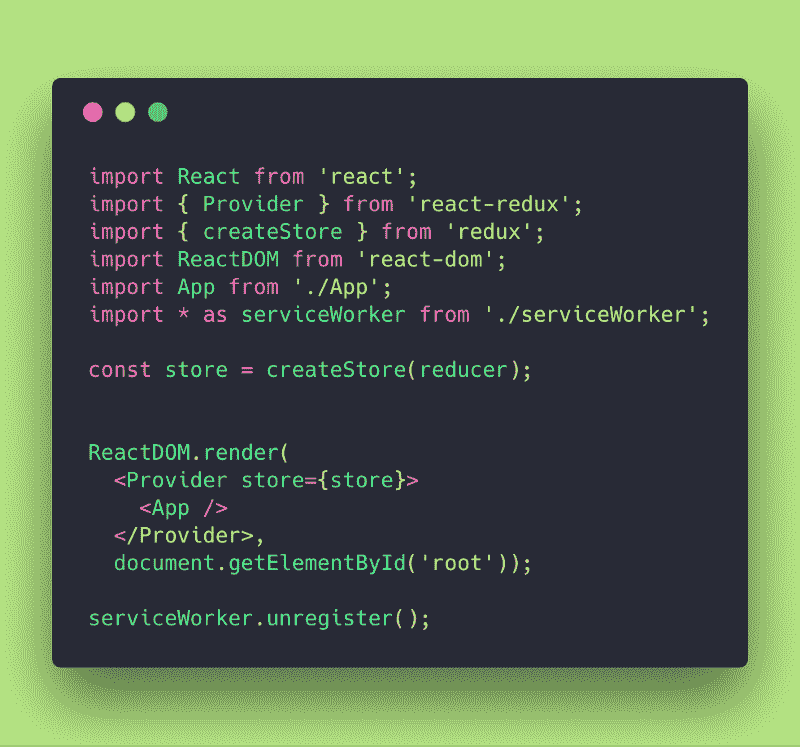 import React from 'react';
import { Provider } from 'react-redux';
import { createStore } from 'redux';
import ReactDOM from 'react-dom';
import App from './App';
import * as serviceWorker from './serviceWorker';

const store = createStore(reducer);


ReactDOM.render(
  <Provider store={store}>
    <App />
  </Provider>,
  document.getElementById('root'));

serviceWorker.unregister();